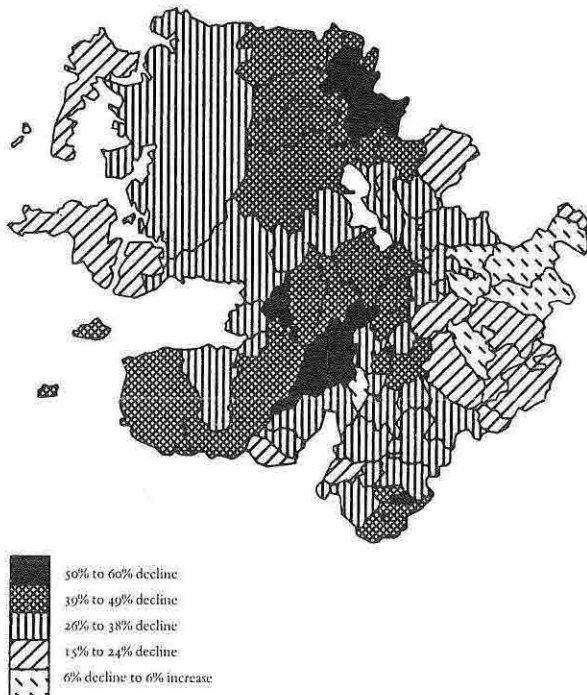 50% to 60% decline
39% to 49% decline
26% to 38% decline
15% to 24% decline
6% decline to 6% increase